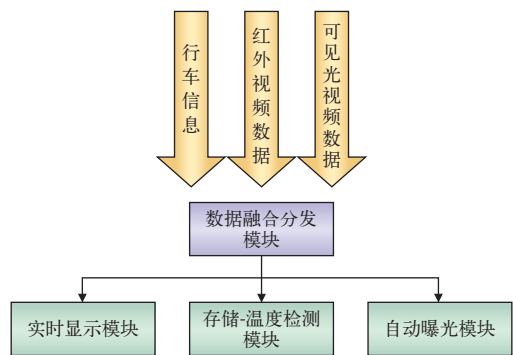 行车信息
红外视频数据
可见光视频数据
数据融合分发
模块
实时显示模块
存储-温度检测
模块
自动曝光模块